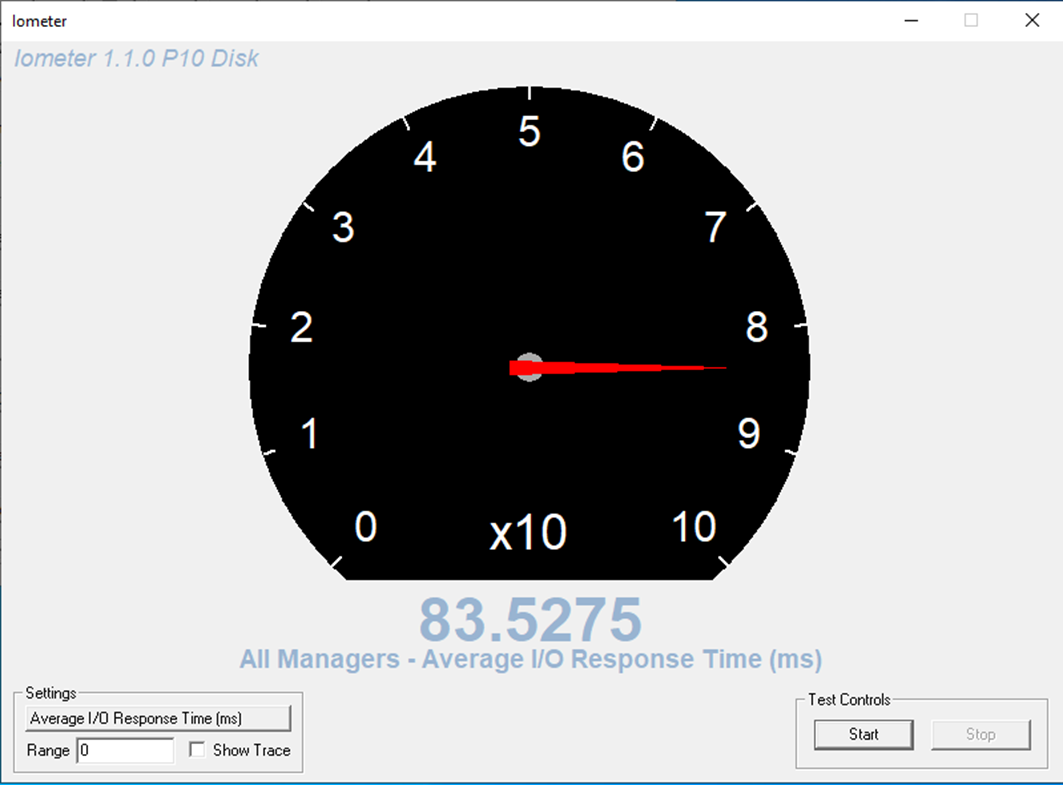 Iometer
Iometer 1.1.0 P10 Disk
5
4
6
3
7
2
8
1
9
0
x10
10
83.5275
All Managers - Average I/O Response Time (ms)
Settings
Average I/O Response Time (ms)
Range 0
Show Trace
Test Controls
Start
Stop